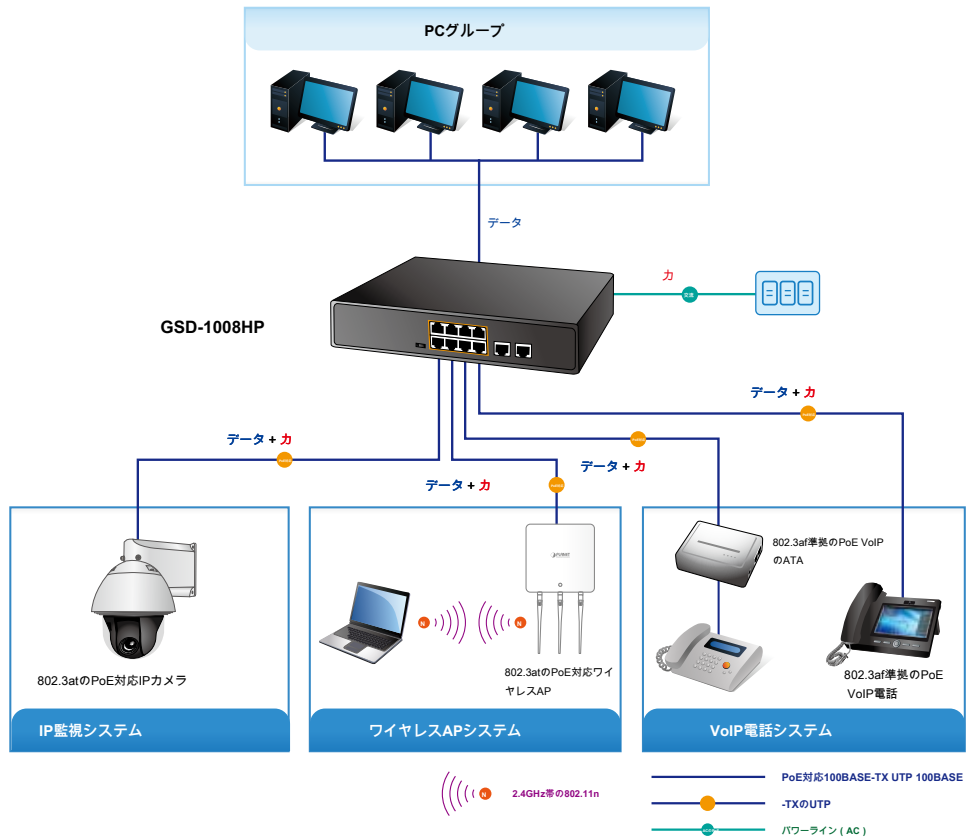 PCグループ
データ
力
交流
GSD-1008HP
データ + 力
データ + 力
データ + 力
データ + 力
802.3af準拠のPoE VoIP
のATA
PLANET
N
N
802.3atのPoE対応IPカメラ
802.3atのPoE対応ワイ
ヤレスAP
802.3af準拠のPoE
VoIP電話
IP監視システム
ワイヤレスAPシステム
VoIP電話システム
N
2.4GHz帯の802.11n
PoE対応100BASE-TX UTP 100BASE
-TXのUTP
パワーライン ( AC )